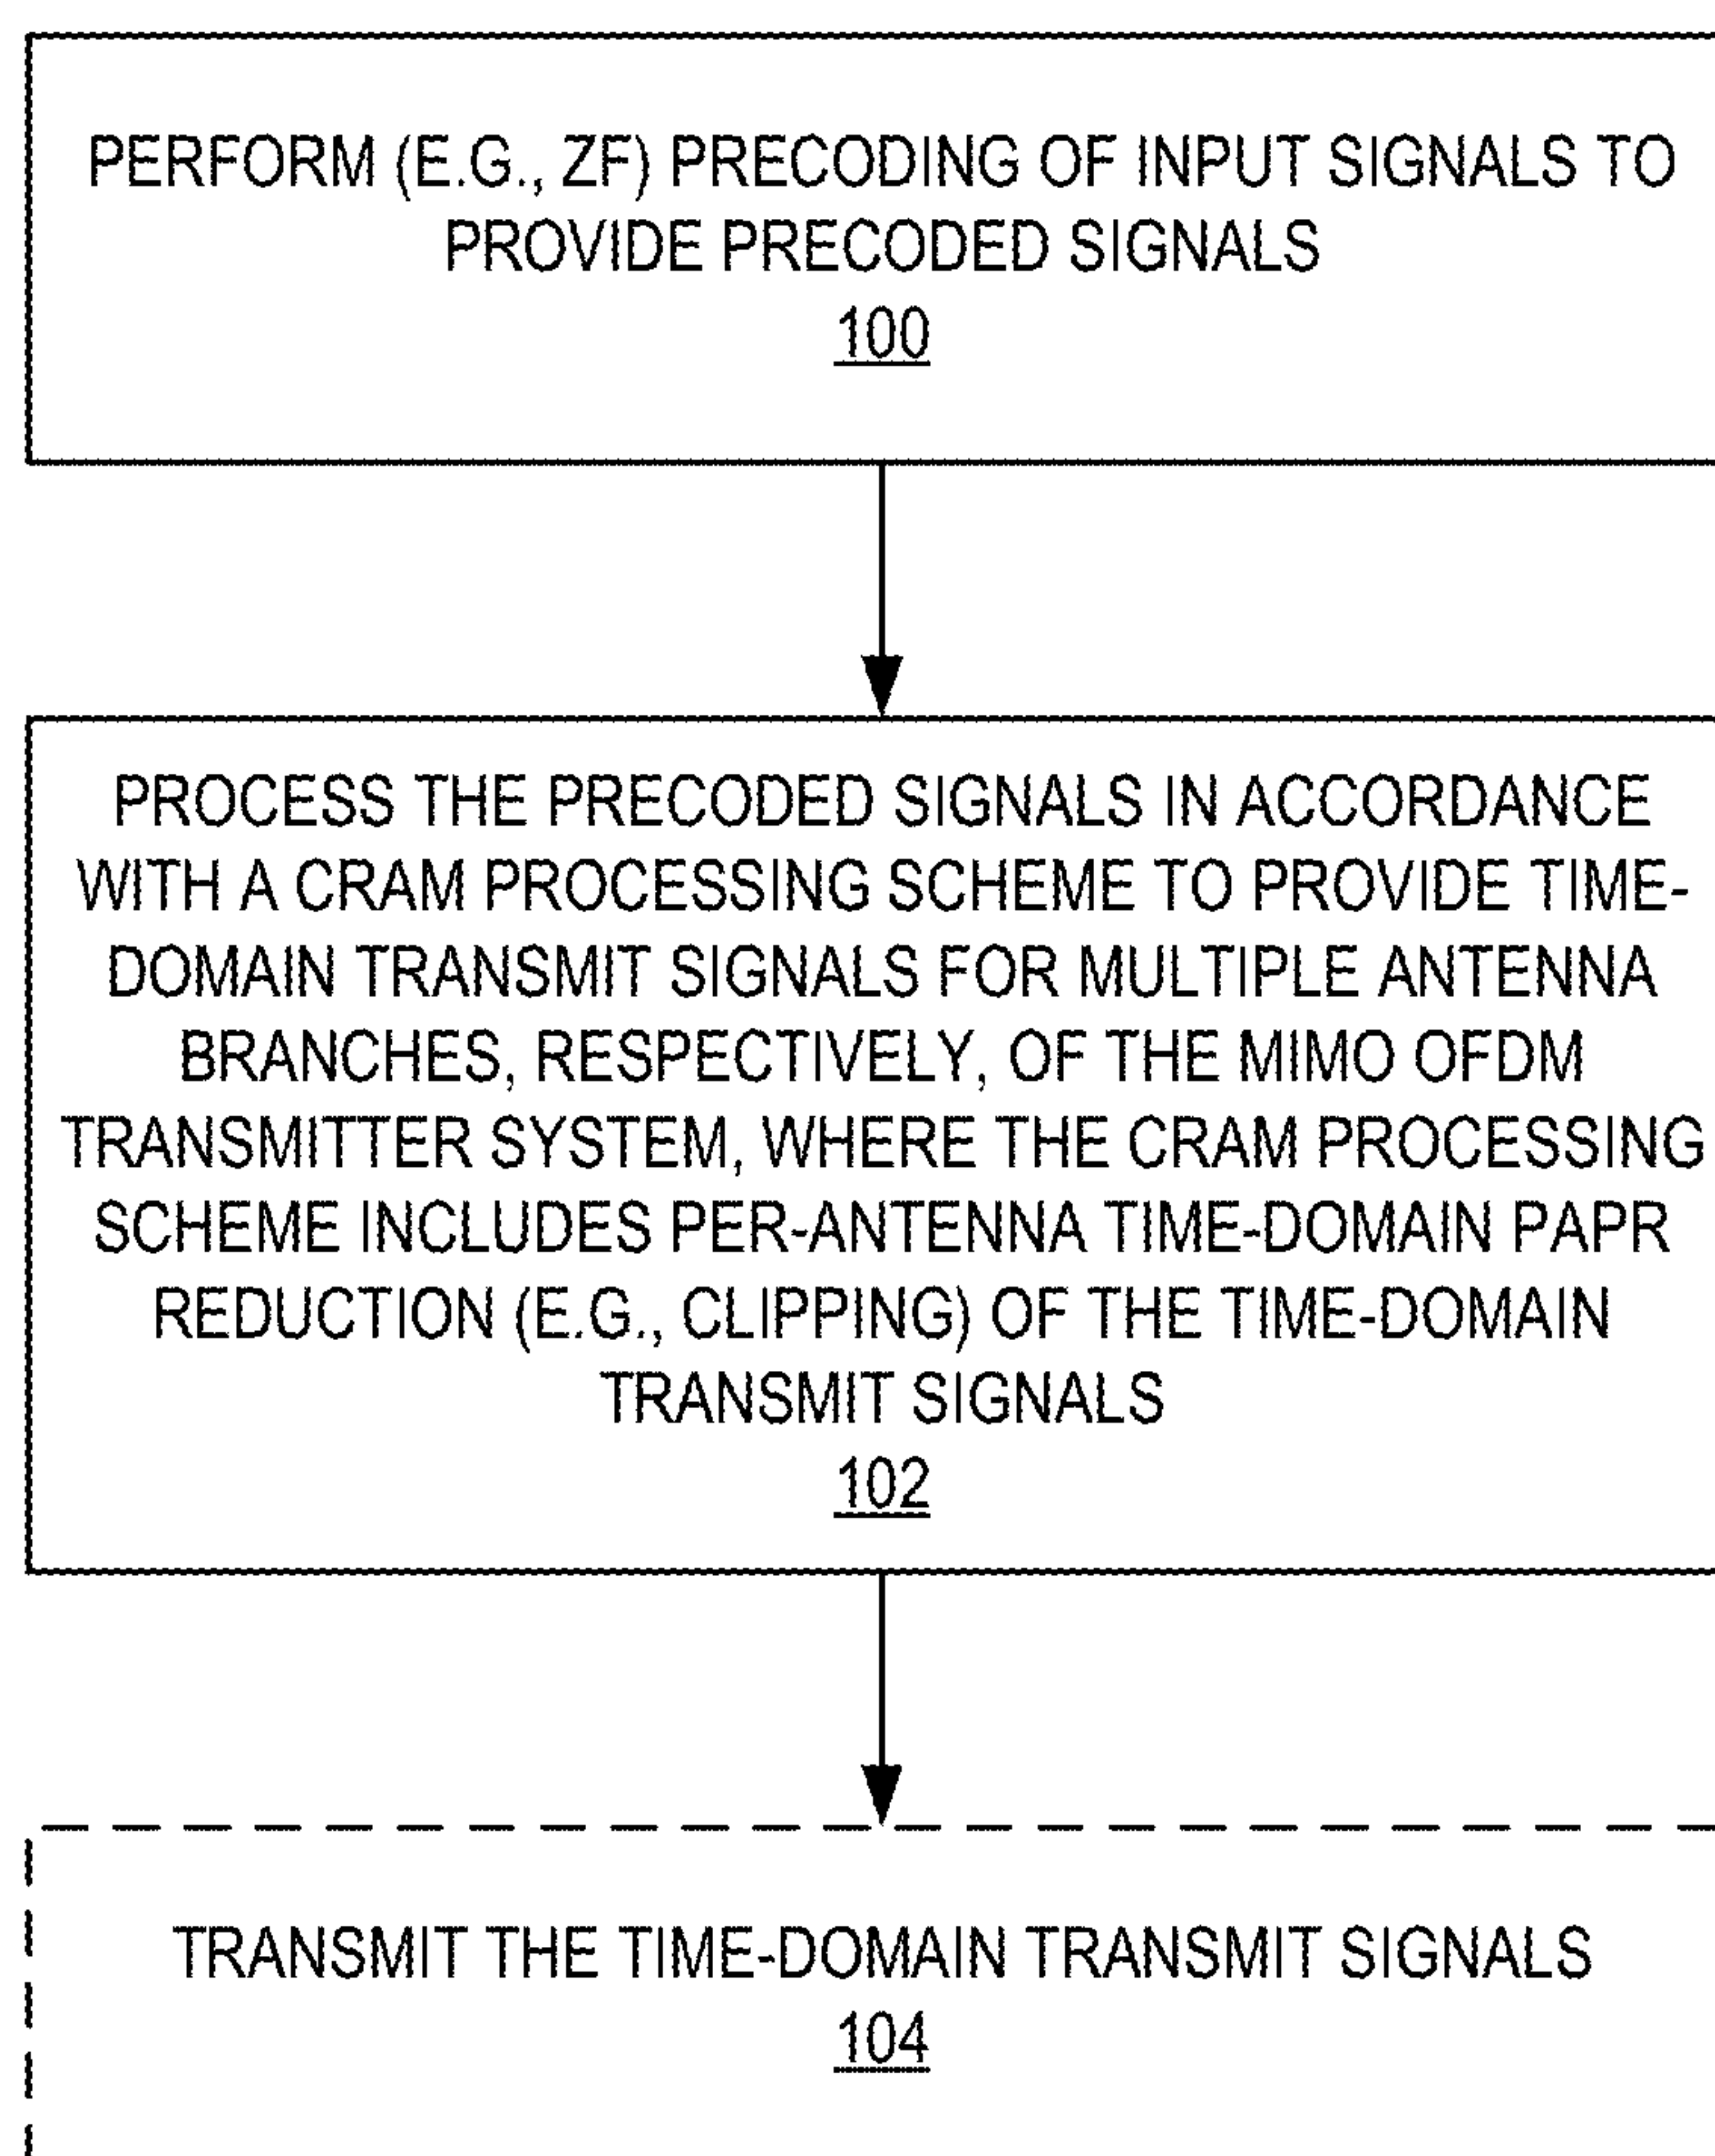 PERFORM (E.G., ZF) PRECODING OF INPUT SIGNALS TO
PROVIDE PRECODED SIGNALS
100
PROCESS THE PRECODED SIGNALS IN ACCORDANCE
WITH A CRAM PROCESSING SCHEME TO PROVIDE TIME-
DOMAIN TRANSMIT SIGNALS FOR MULTIPLE ANTENNA
BRANCHES, RESPECTIVELY, OF THE MIMO OFDM
TRANSMITTER SYSTEM, WHERE THE CRAM PROCESSING
SCHEME INCLUDES PER-ANTENNA TIME-DOMAIN PAPR
REDUCTION (E.G., CLIPPING) OF THE TIME-DOMAIN
TRANSMIT SIGNALS
102
TRANSMIT THE TIME-DOMAIN TRANSMIT SIGNALS
104